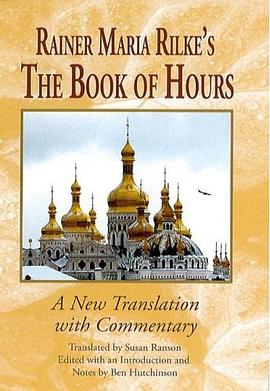 RAINER MARIA RILKE'S
THE BOOK OF HOURS
A New Translation
with Commentary
Translated by Susan Ranson
Edited with an Introduction and
Notes by Ben Hutchinson